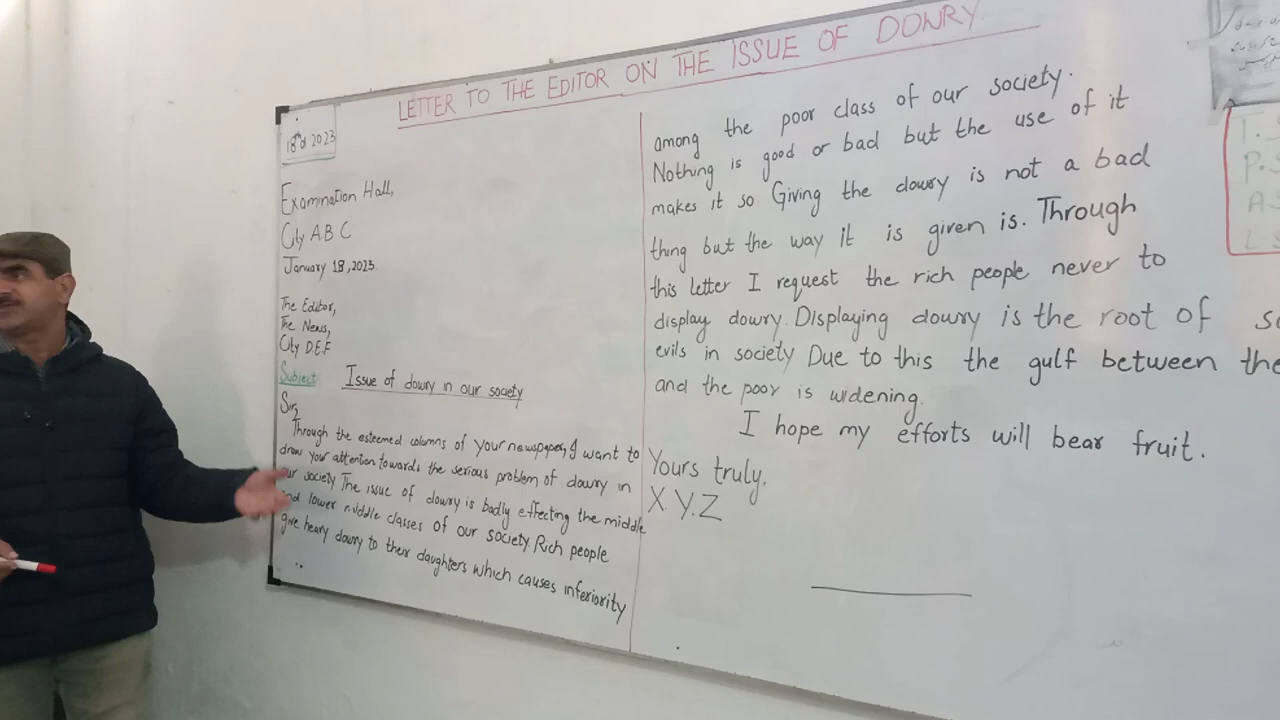 LETTER TO THE EDITOR ON THE ISSUE OF DOWRY
2023
Examination Hall,
City A B C
January 18, 2023
The Editor,
The News,
City D.E.F
Subject Issue of dowry in our society
Sir,
Through the esteemed columns of your newspaper, I want to
draw your attention towards the serious problem of dowry in
our society The issue of dowry is badly effecting the middle
and lower middle classes of our society. Rich people
give heavy dowry to their daughters which causes inferiority
among the poor class of our society.
Nothing is good or bad but the use of it
makes it so Giving the dowry is not a bad
thing but the way it is given is. Through
this letter I request the rich people never to
display dowry. Displaying dowry is the root of
evils in society Due to this the gulf between the
and the poor is widening.
I hope my efforts will bear fruit.
Yours truly,
X.Y.Z
T.
P.S
A
L